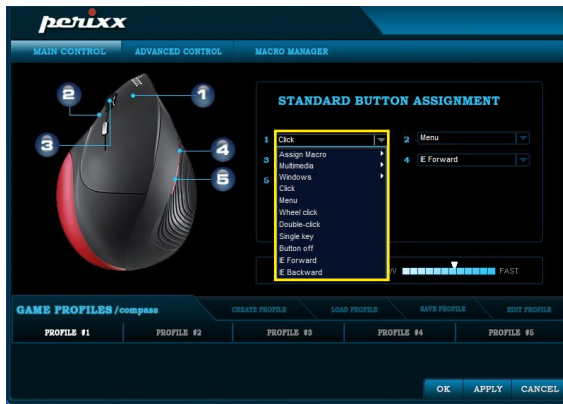 perixx
MAIN CONTROL ADVANCED CONTROL MACRO MANAGER
STANDARD BUTTON ASSIGNMENT
2 1
3 4
5
1 Click 2 Menu
3 4 IE Forward
5
Assign Macro
Multimedia
Windows
Click
Menu
Wheel click
Double-click
Single key
Button off
IE Forward
IE Backward
FAST
GAME PROFILES /compass CREATE PROFILE LOAD PROFILE SAVE PROFILE EDIT PROFILE
PROFILE #1 PROFILE #2 PROFILE #3 PROFILE #4 PROFILE #5
OK APPLY CANCEL